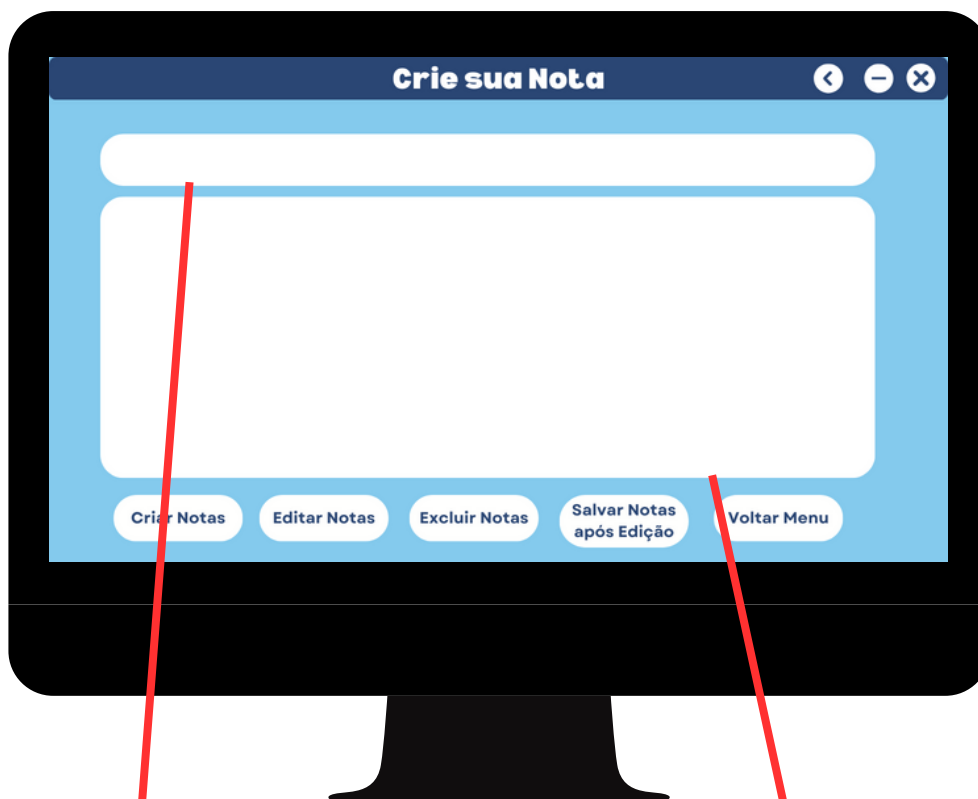 Crie sua Nota
Criar Notas
Editar Notas
Excluir Notas
Salvar Notas
após Edição
Voltar Menu